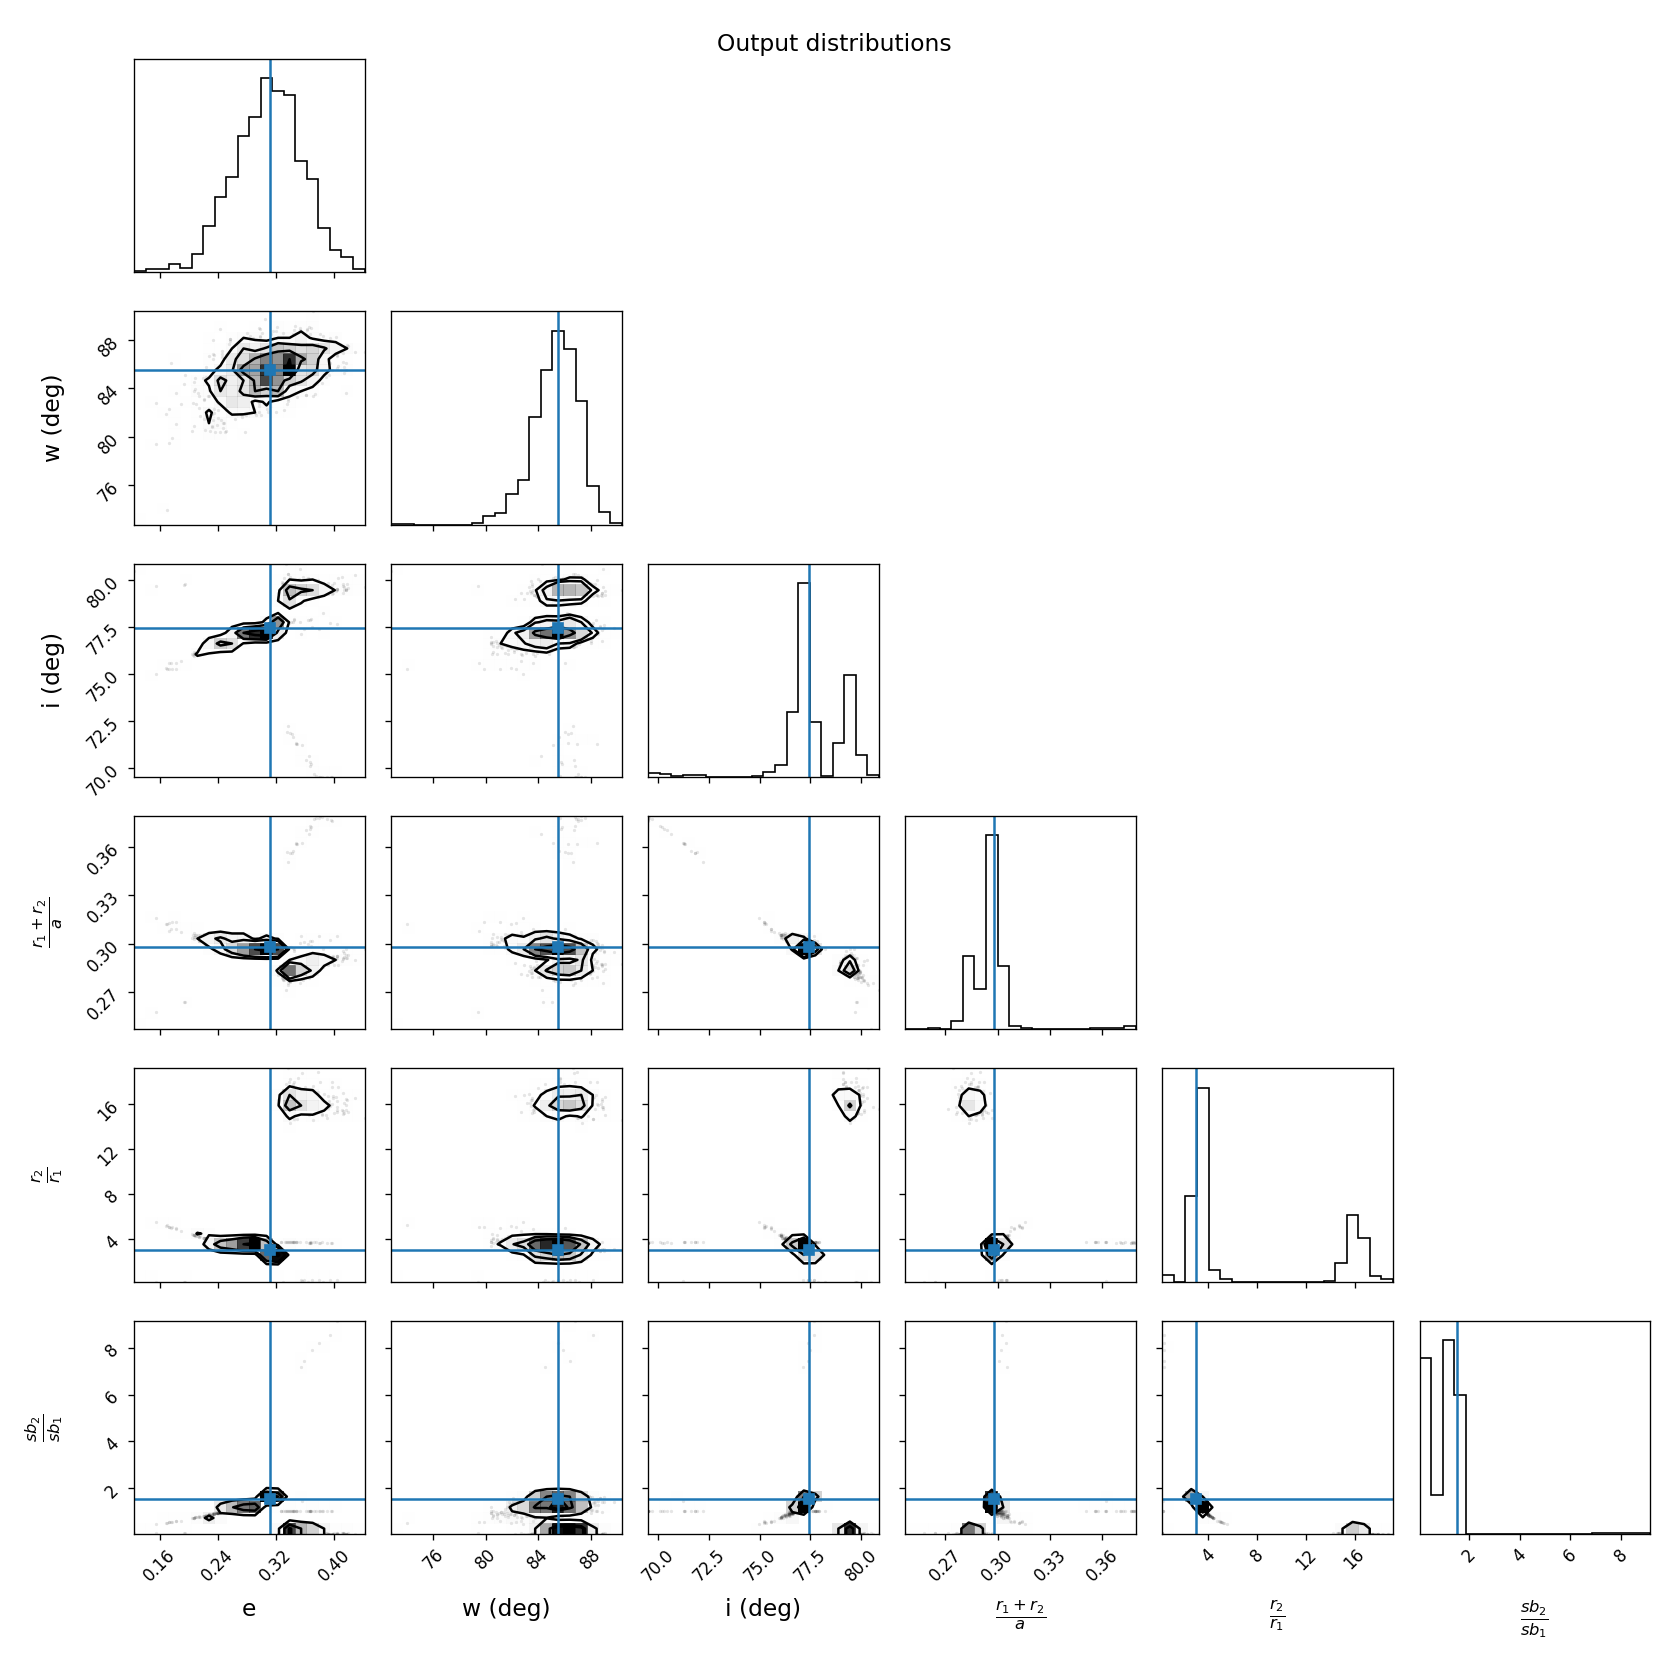 Output distributions
w (deg)
88
84
80
76
i (deg)
80.0
77.5
75.0
72.5
70.0
r₁ + r₂ / a
0.36
0.33
0.30
0.27
r₂ / r₁
16
12
8
4
sb₂ / sb₁
8
6
4
2
0.16 0.24 0.32 0.40 76 80 84 88 70.0 72.5 75.0 77.5 80.0 0.27 0.30 0.33 0.36 4 8 12 16 2 4 6 8
e w (deg) i (deg) r₁ + r₂ / a r₂ / r₁ sb₂ / sb₁